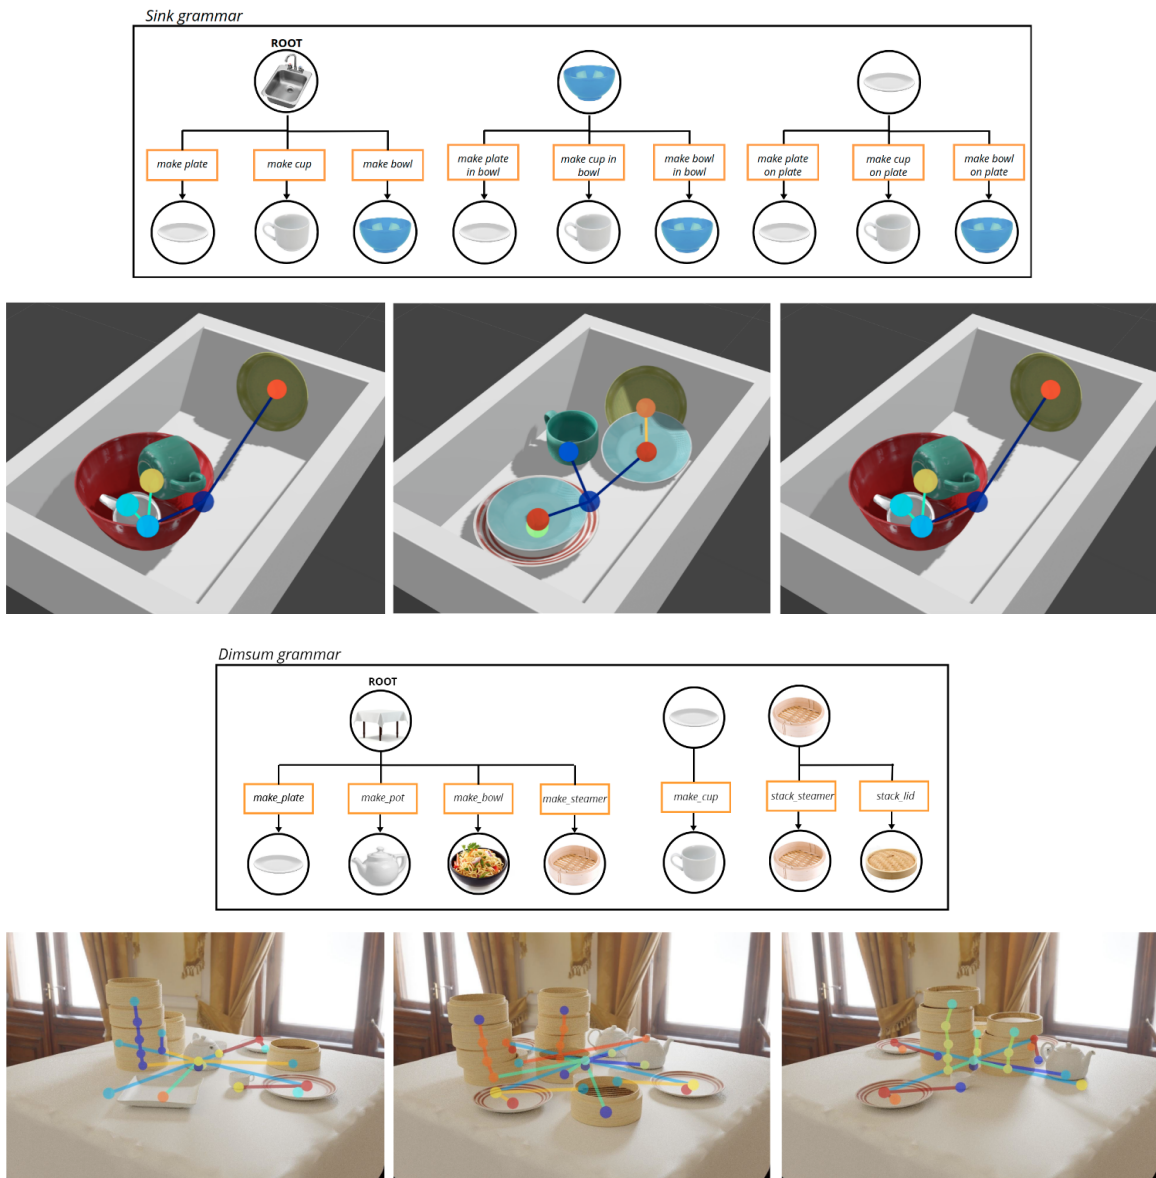 Sink grammar
ROOT
make plate
make cup
make bowl
make plate
in bowl
make cup in
bowl
make bowl
in bowl
make plate
on plate
make cup
on plate
make bowl
on plate
Dimsum grammar
ROOT
make_plate
make_pot
make_bowl
make_steamer
make_cup
stack_steamer
stack_lid